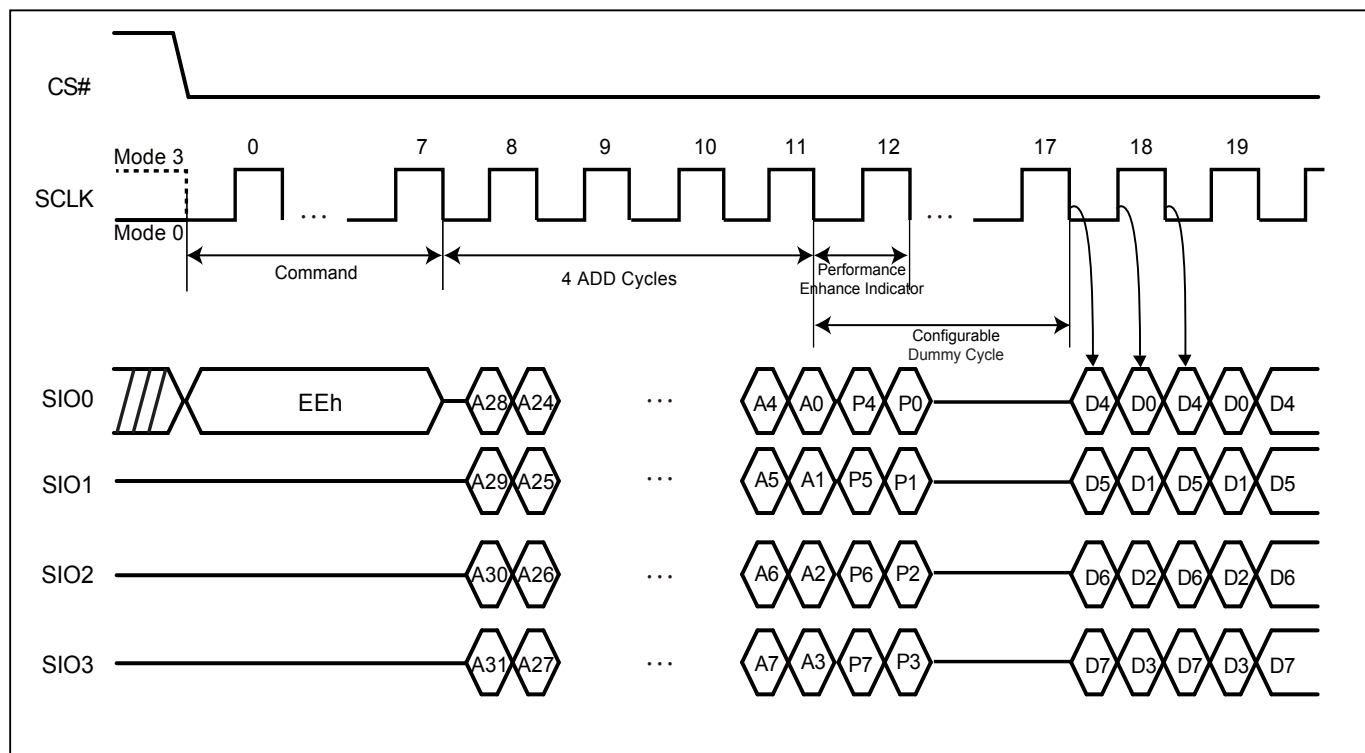 CS#
Mode 3
SCLK
Mode 0
0 7 8 9 10 11 12 17 18 19
...
...
Command
4 ADD Cycles
Performance
Enhance Indicator
Configurable
Dummy Cycle
SIO0 EEh A28 A24 ... A4 A0 P4 P0 D4 D0 D4 D0 D4
SIO1 A29 A25 ... A5 A1 P5 P1 D5 D1 D5 D1 D5
SIO2 A30 A26 ... A6 A2 P6 P2 D6 D2 D6 D2 D6
SIO3 A31 A27 ... A7 A3 P7 P3 D7 D3 D7 D3 D7